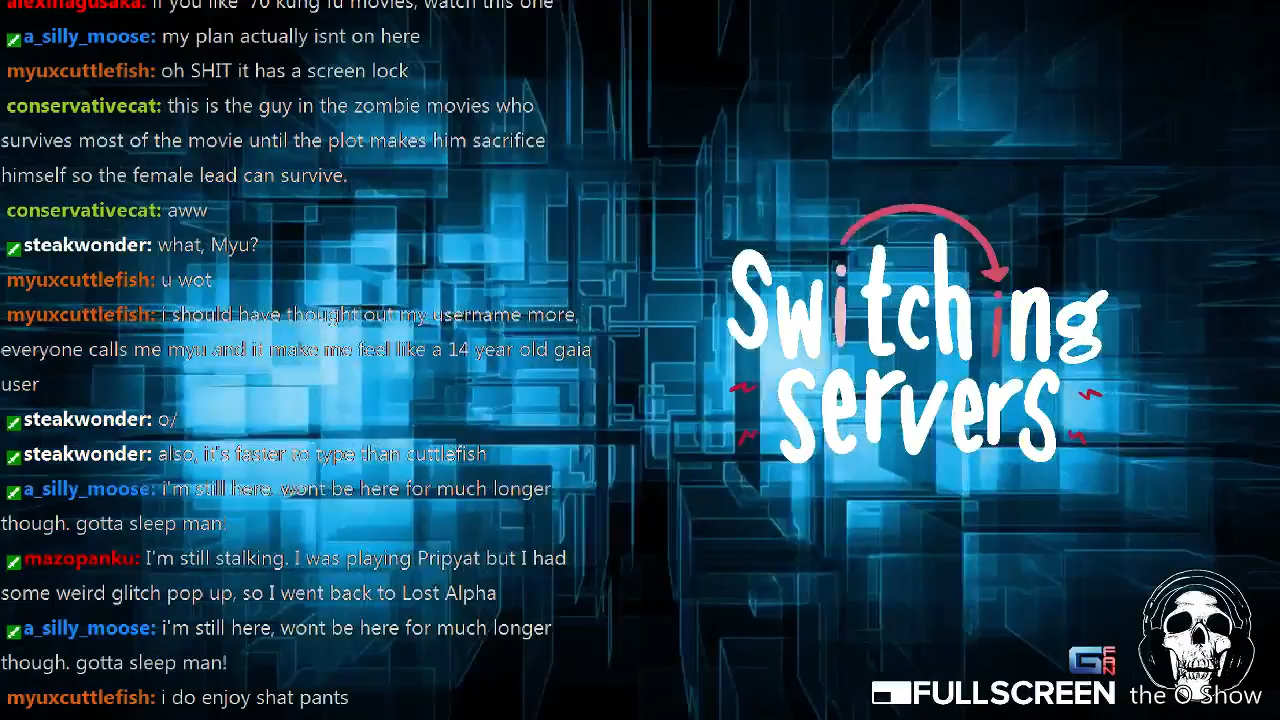 alexmagusaka: if you like '70 kung fu movies, watch this one
a_silly_moose: my plan actually isnt on here
myuxcuttlefish: oh SHIT it has a screen lock
conservativecat: this is the guy in the zombie movies who
survives most of the movie until the plot makes him sacrifice
himself so the female lead can survive.
conservativecat: aww
steakwonder: what, Myu?
myuxcuttlefish: u wot
myuxcuttlefish: i should have thought out my username more,
everyone calls me myu and it make me feel like a 14 year old gaia
user
steakwonder: o/
steakwonder: also, it's faster to type than cuttlefish
a_silly_moose: i'm still here, wont be here for much longer
though. gotta sleep man!
mazopanku: I'm still stalking. I was playing Pripyat but I had
some weird glitch pop up, so I went back to Lost Alpha
a_silly_moose: i'm still here, wont be here for much longer
though. gotta sleep man!
myuxcuttlefish: i do enjoy shat pants
Switching
servers
G FAN
FULLSCREEN
the O Show